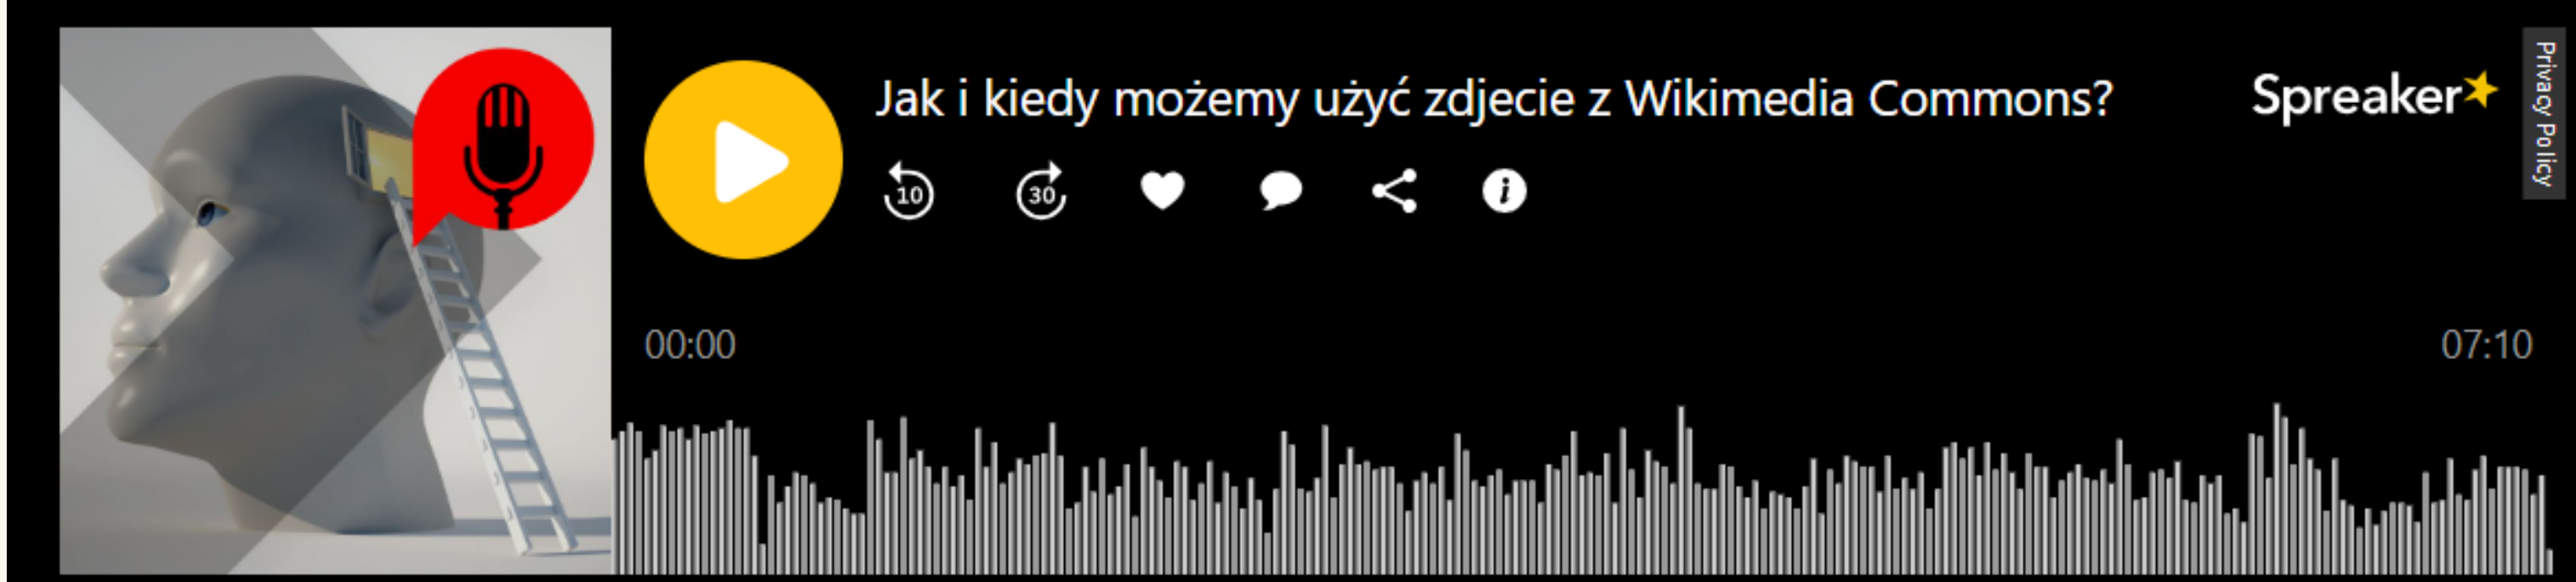 Jak i kiedy możemy użyć zdjecie z Wikimedia Commons?
Spreaker
Privacy Policy
10
30
i
00:00
07:10